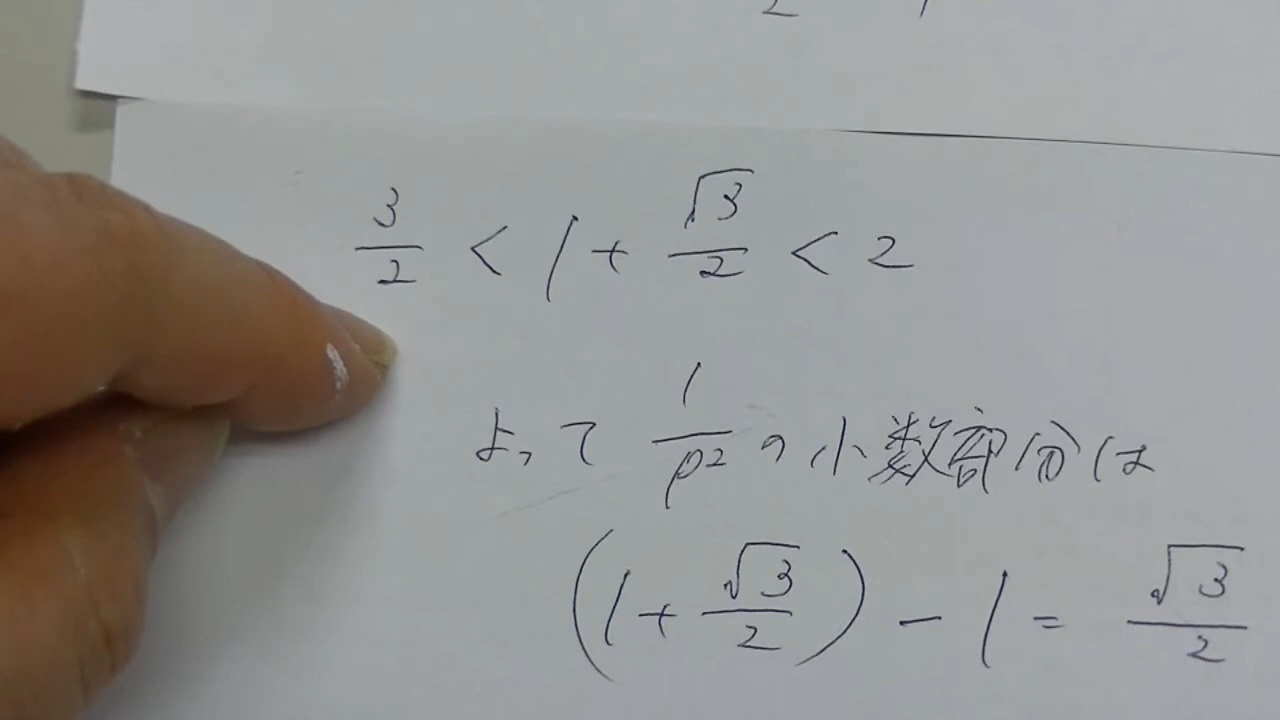 3/2 < 1 + √3/2 < 2
よって 1/p² の小数部分は
(1 + √3/2) - 1 = √3/2